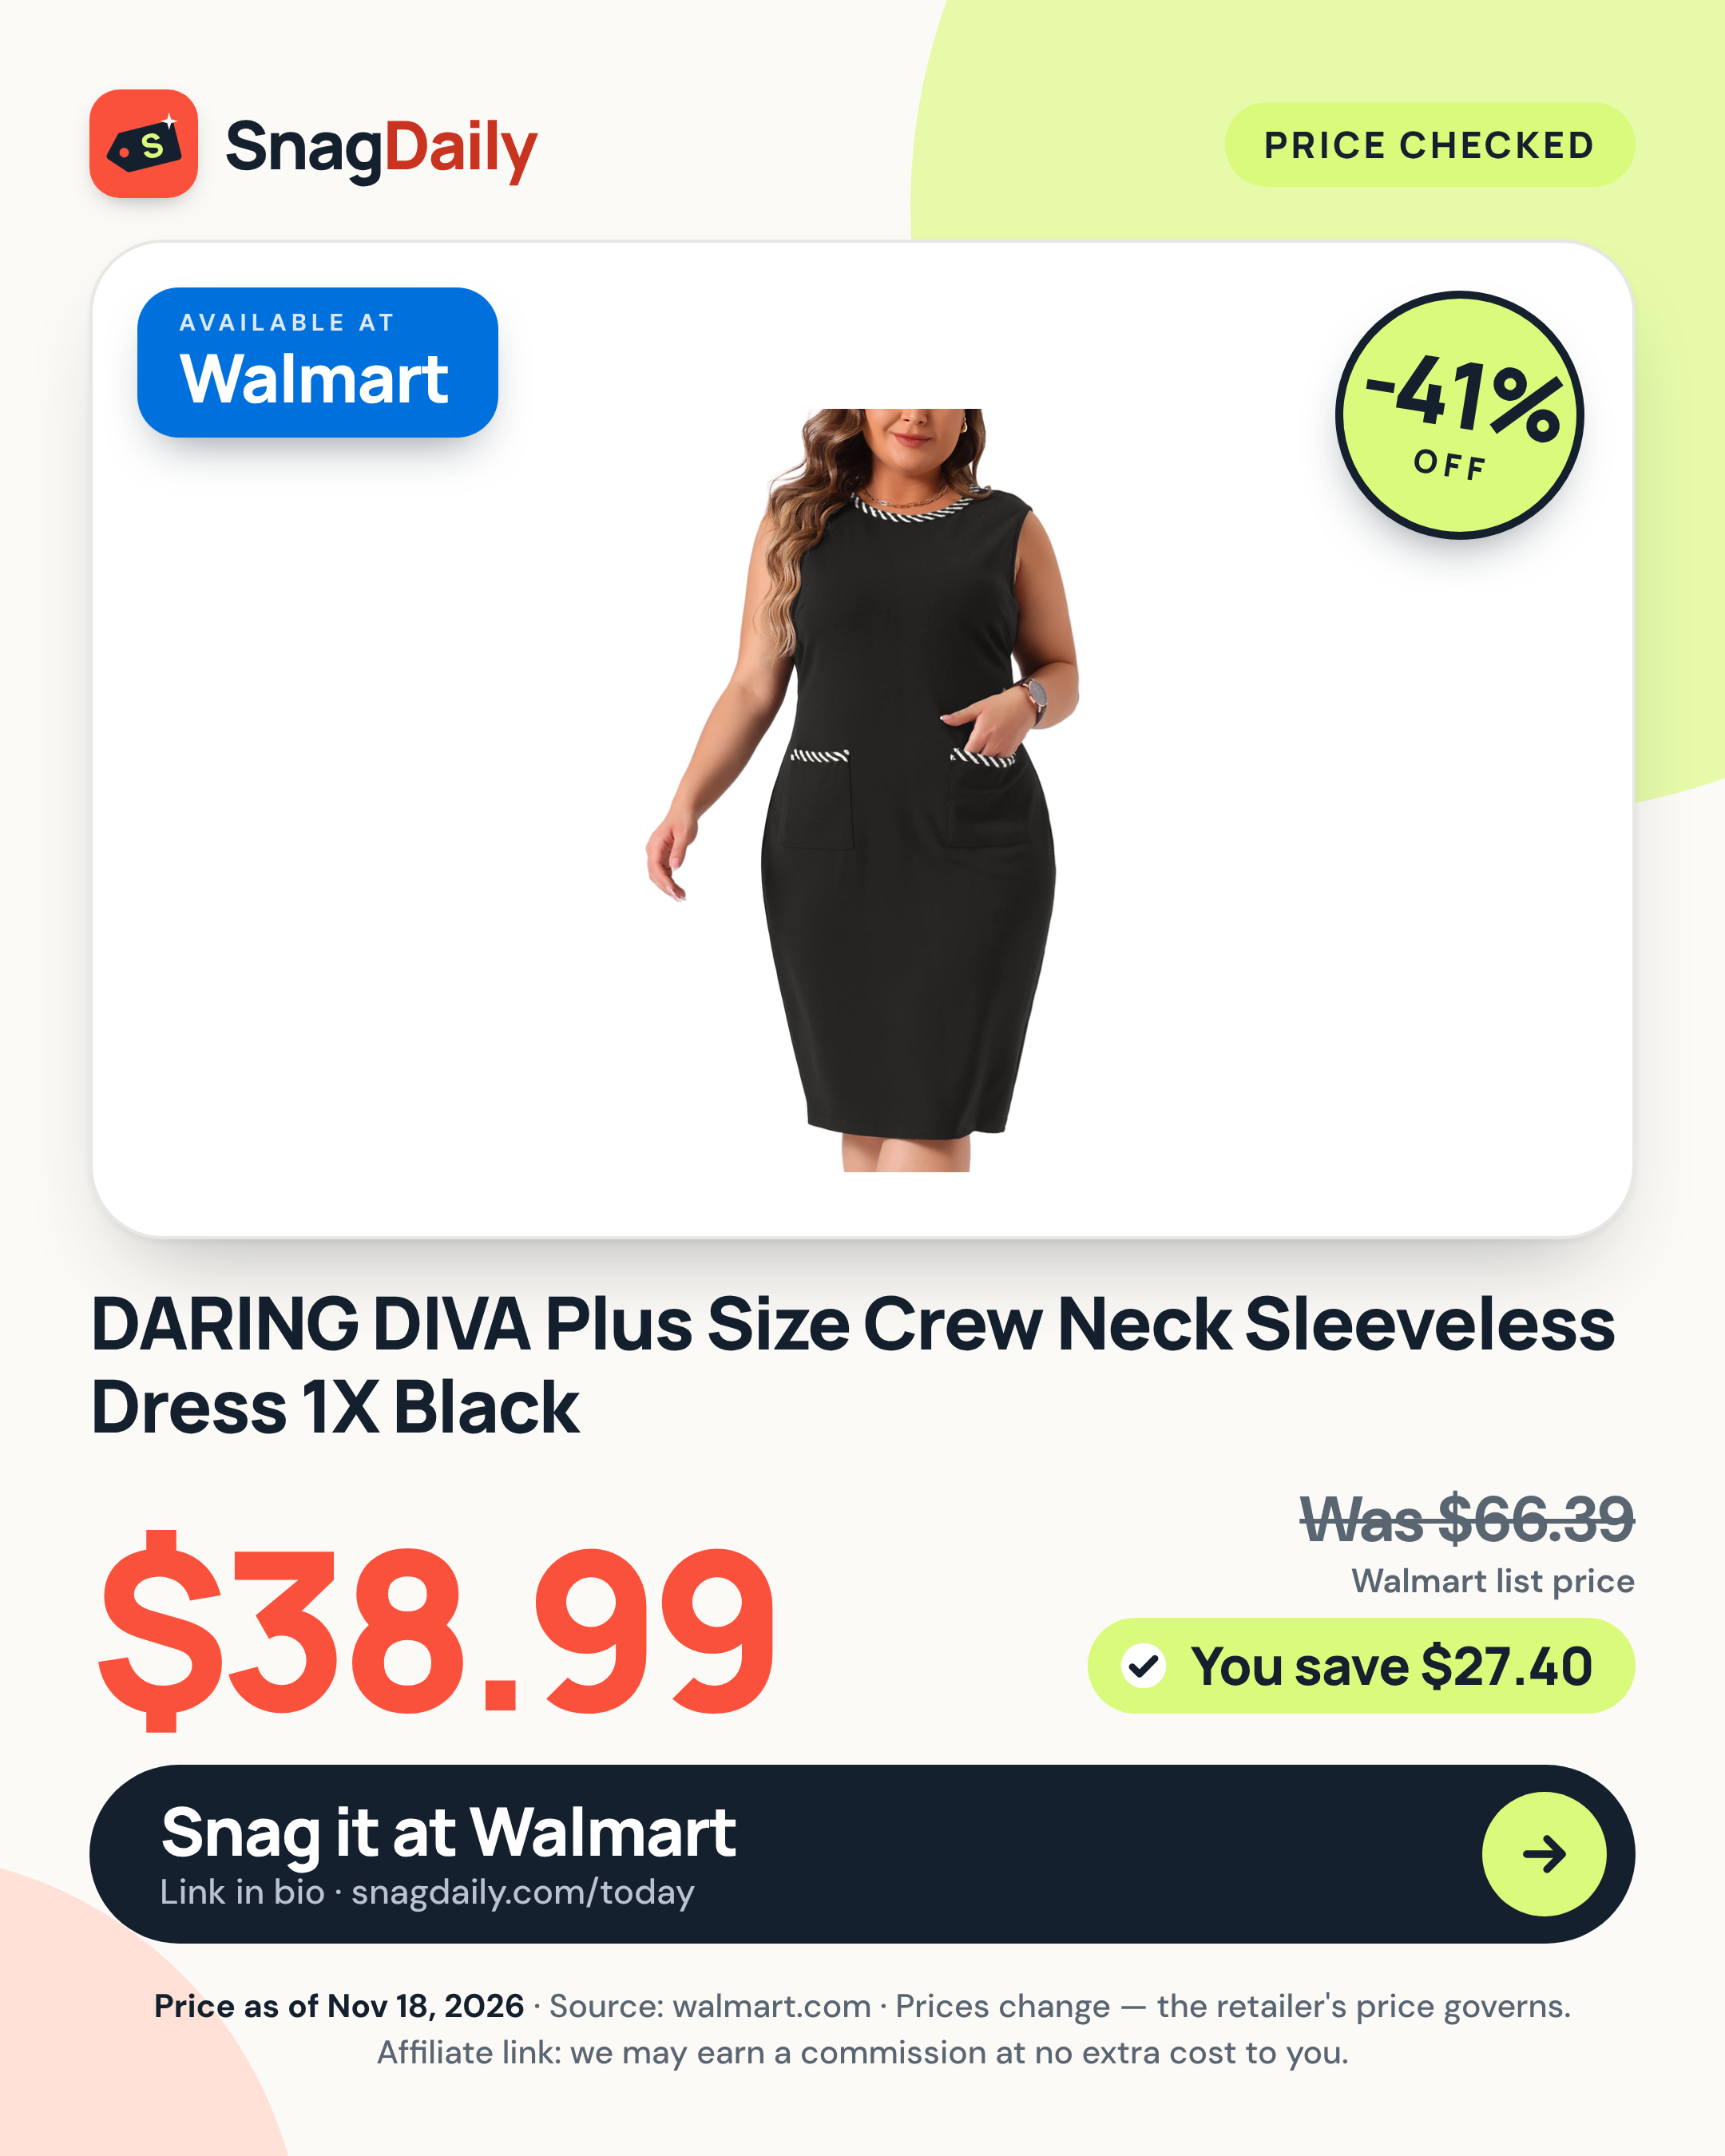 S
SnagDaily
PRICE CHECKED
AVAILABLE AT
Walmart
-41%
OFF
DARING DIVA Plus Size Crew Neck Sleeveless
Dress 1X Black
Was $66.39
Walmart list price
$38.99
You save $27.40
Snag it at Walmart
Link in bio · snagdaily.com/today
Price as of Nov 18, 2026 · Source: walmart.com · Prices change — the retailer's price governs.
Affiliate link: we may earn a commission at no extra cost to you.